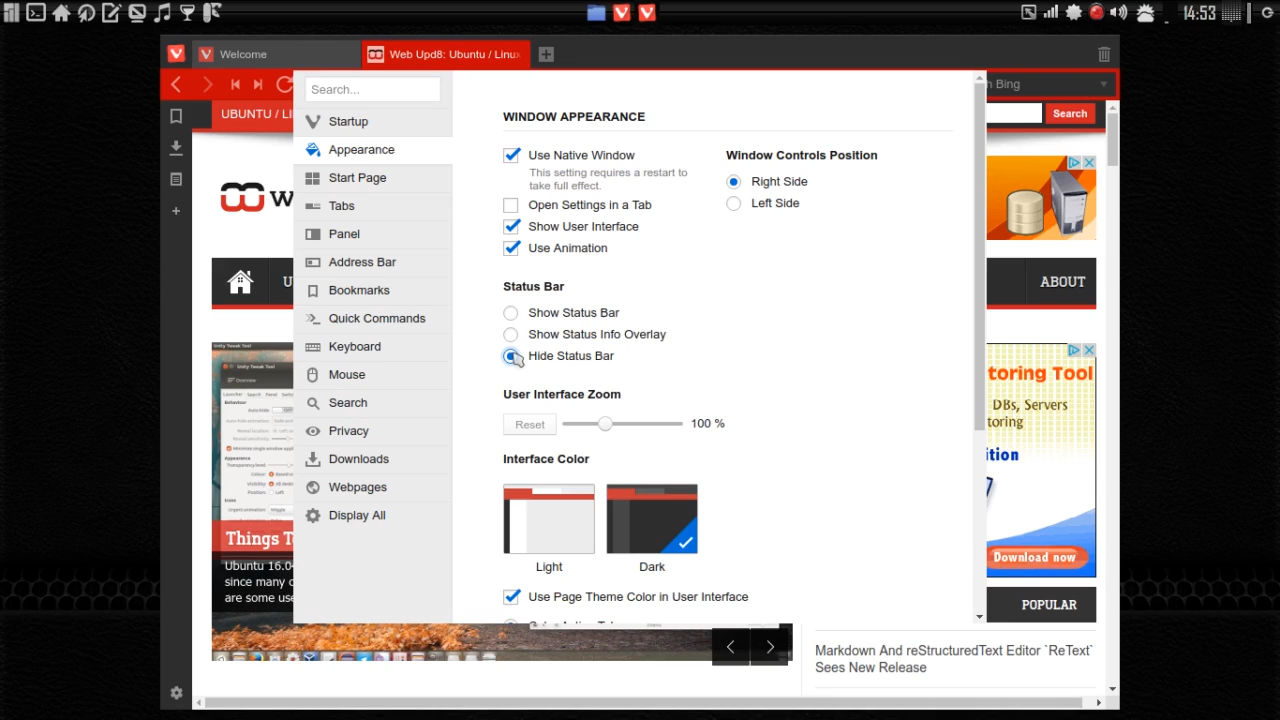 14:53
Welcome
Web Upd8: Ubuntu / Linux
Search...
h Bing
UBUNTU / LI
Search
Startup
Appearance
Start Page
Tabs
Panel
Address Bar
Bookmarks
Quick Commands
Keyboard
Mouse
Search
Privacy
Downloads
Webpages
Display All
WINDOW APPEARANCE
Use Native Window
This setting requires a restart to
take full effect.
Open Settings in a Tab
Show User Interface
Use Animation
Window Controls Position
Right Side
Left Side
Status Bar
Show Status Bar
Show Status Info Overlay
Hide Status Bar
User Interface Zoom
Reset
100 %
Interface Color
Light
Dark
Use Page Theme Color in User Interface
W
U
ABOUT
Unity Tweak Tool
Overview
Things T
Ubuntu 16.04
since many c
are some use
toring Tool
DBs, Servers
toring
ition
Download now
POPULAR
Markdown And reStructuredText Editor `ReText`
Sees New Release